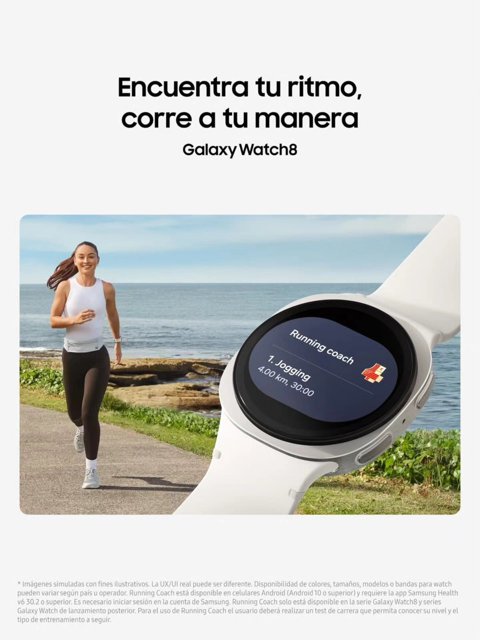 Encuentra tu ritmo,
corre a tu manera
Galaxy Watch8
Running coach
1. Jogging
4.00 km, 30:00
* Imágenes simuladas con fines ilustrativos. La UX/UI real puede ser diferente. Disponibilidad de colores, tamaños, modelos o bandas para watch
pueden variar según país u operador. Running Coach está disponible en celulares Android (Android 10 o superior) y requiere la app Samsung Health
v6 30.2 o superior. Es necesario iniciar sesión en la cuenta de Samsung. Running Coach solo está disponible en la serie Galaxy Watch8 y series
Galaxy Watch de lanzamiento posterior. Para el uso de Running Coach el usuario deberá realizar un test de carrera que permita conocer su nivel y el
tipo de entrenamiento a seguir.